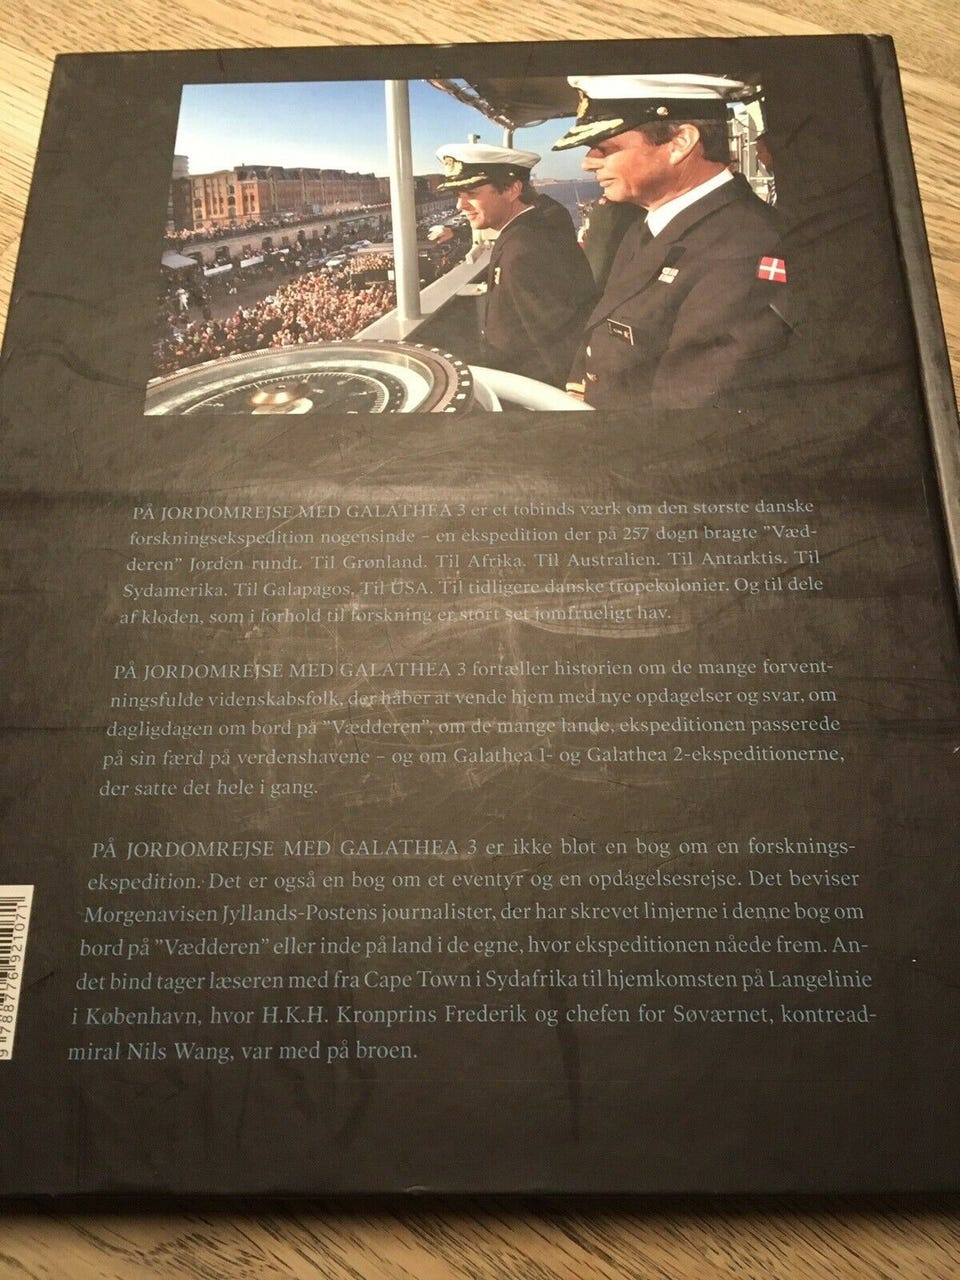 PÅ JORDOMREJSE MED GALATHEA 3 er et tobinds værk om den største danske
forskningsekspedition nogensinde – en ekspedition der på 257 døgn bragte "Væd-
deren" Jorden rundt. Til Grønland. Til Afrika. Til Australien. Til Antarktis. Til
Sydamerika. Til Galapagos. Til USA. Til tidligere danske tropekolonier. Og til dele
af kloden, som i forhold til forskning er stort set jomfrueligt hav.
PÅ JORDOMREJSE MED GALATHEA 3 fortæller historien om de mange forvent-
ningsfulde videnskabsfolk, der håber at vende hjem med nye opdagelser og svar, om
dagligdagen om bord på "Vædderen", om de mange lande, ekspeditionen passerede
på sin færd på verdenshavene – og om Galathea 1- og Galathea 2-ekspeditionerne,
der satte det hele i gang.
PÅ JORDOMREJSE MED GALATHEA 3 er ikke blot en bog om en forsknings-
ekspedition. Det er også en bog om et eventyr og en opdagelsesrejse. Det beviser
Morgenavisen Jyllands-Postens journalister, der har skrevet linjerne i denne bog om
bord på "Vædderen" eller inde på land i de egne, hvor ekspeditionen nåede frem. An-
det bind tager læseren med fra Cape Town i Sydafrika til hjemkomsten på Langelinie
i København, hvor H.K.H. Kronprins Frederik og chefen for Søværnet, kontread-
miral Nils Wang, var med på broen.
9 788776 921071